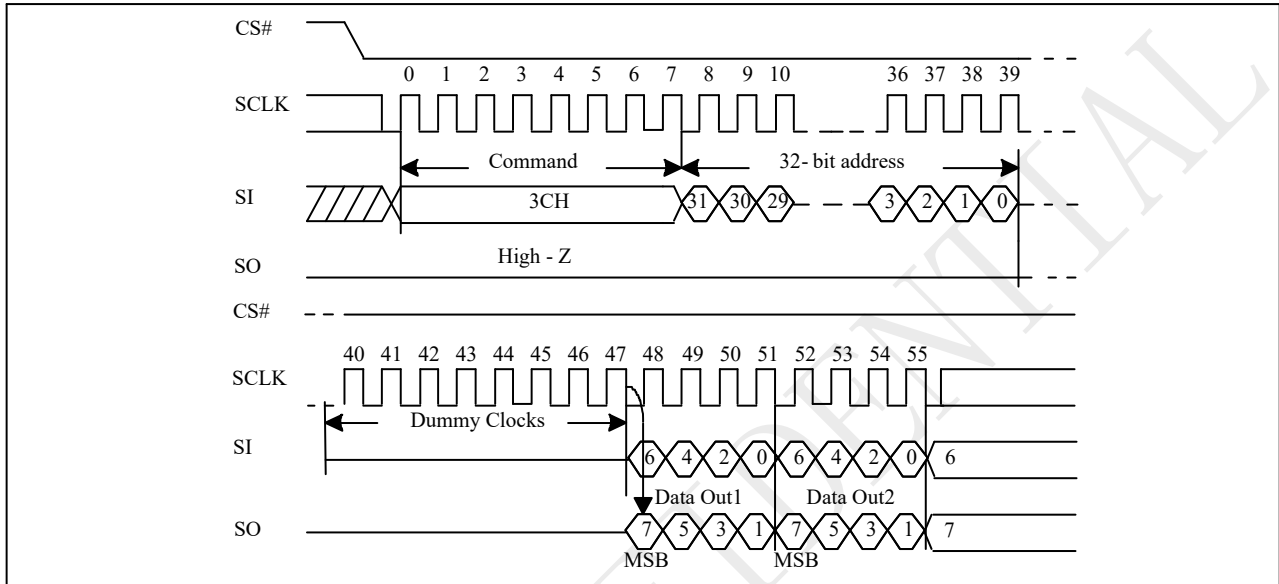 CS#
0 1 2 3 4 5 6 7 8 9 10 36 37 38 39
SCLK
Command 32- bit address
SI 3CH 31 30 29 3 2 1 0
High - Z
SO
CS#
40 41 42 43 44 45 46 47 48 49 50 51 52 53 54 55
SCLK
Dummy Clocks
SI 6 4 2 0 6 4 2 0 6
Data Out1 Data Out2
SO 7 5 3 1 7 5 3 1 7
MSB MSB
IDENTIAL